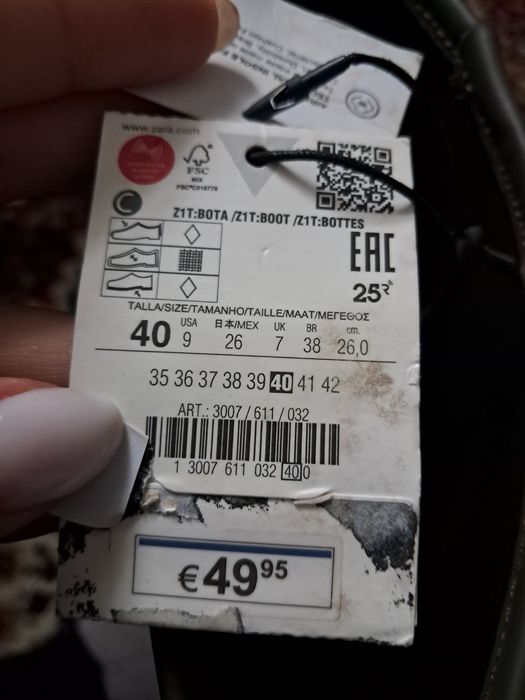 www.zara.com
FSC
MIX
Z1T:BOTA /Z1T:BOOT /Z1T:BOTTES
EAC
25
TALLA/SIZE/TAMANHO/TAILLE/MAAT/ΜΕΓΕΘΟΣ
40 USA 9 日本/MEX 26 UK 7 BR 38 cm. 26,0
35 36 37 38 39 40 41 42
ART.: 3007 / 611 / 032
1 3007 611 032 40 0
€49 95